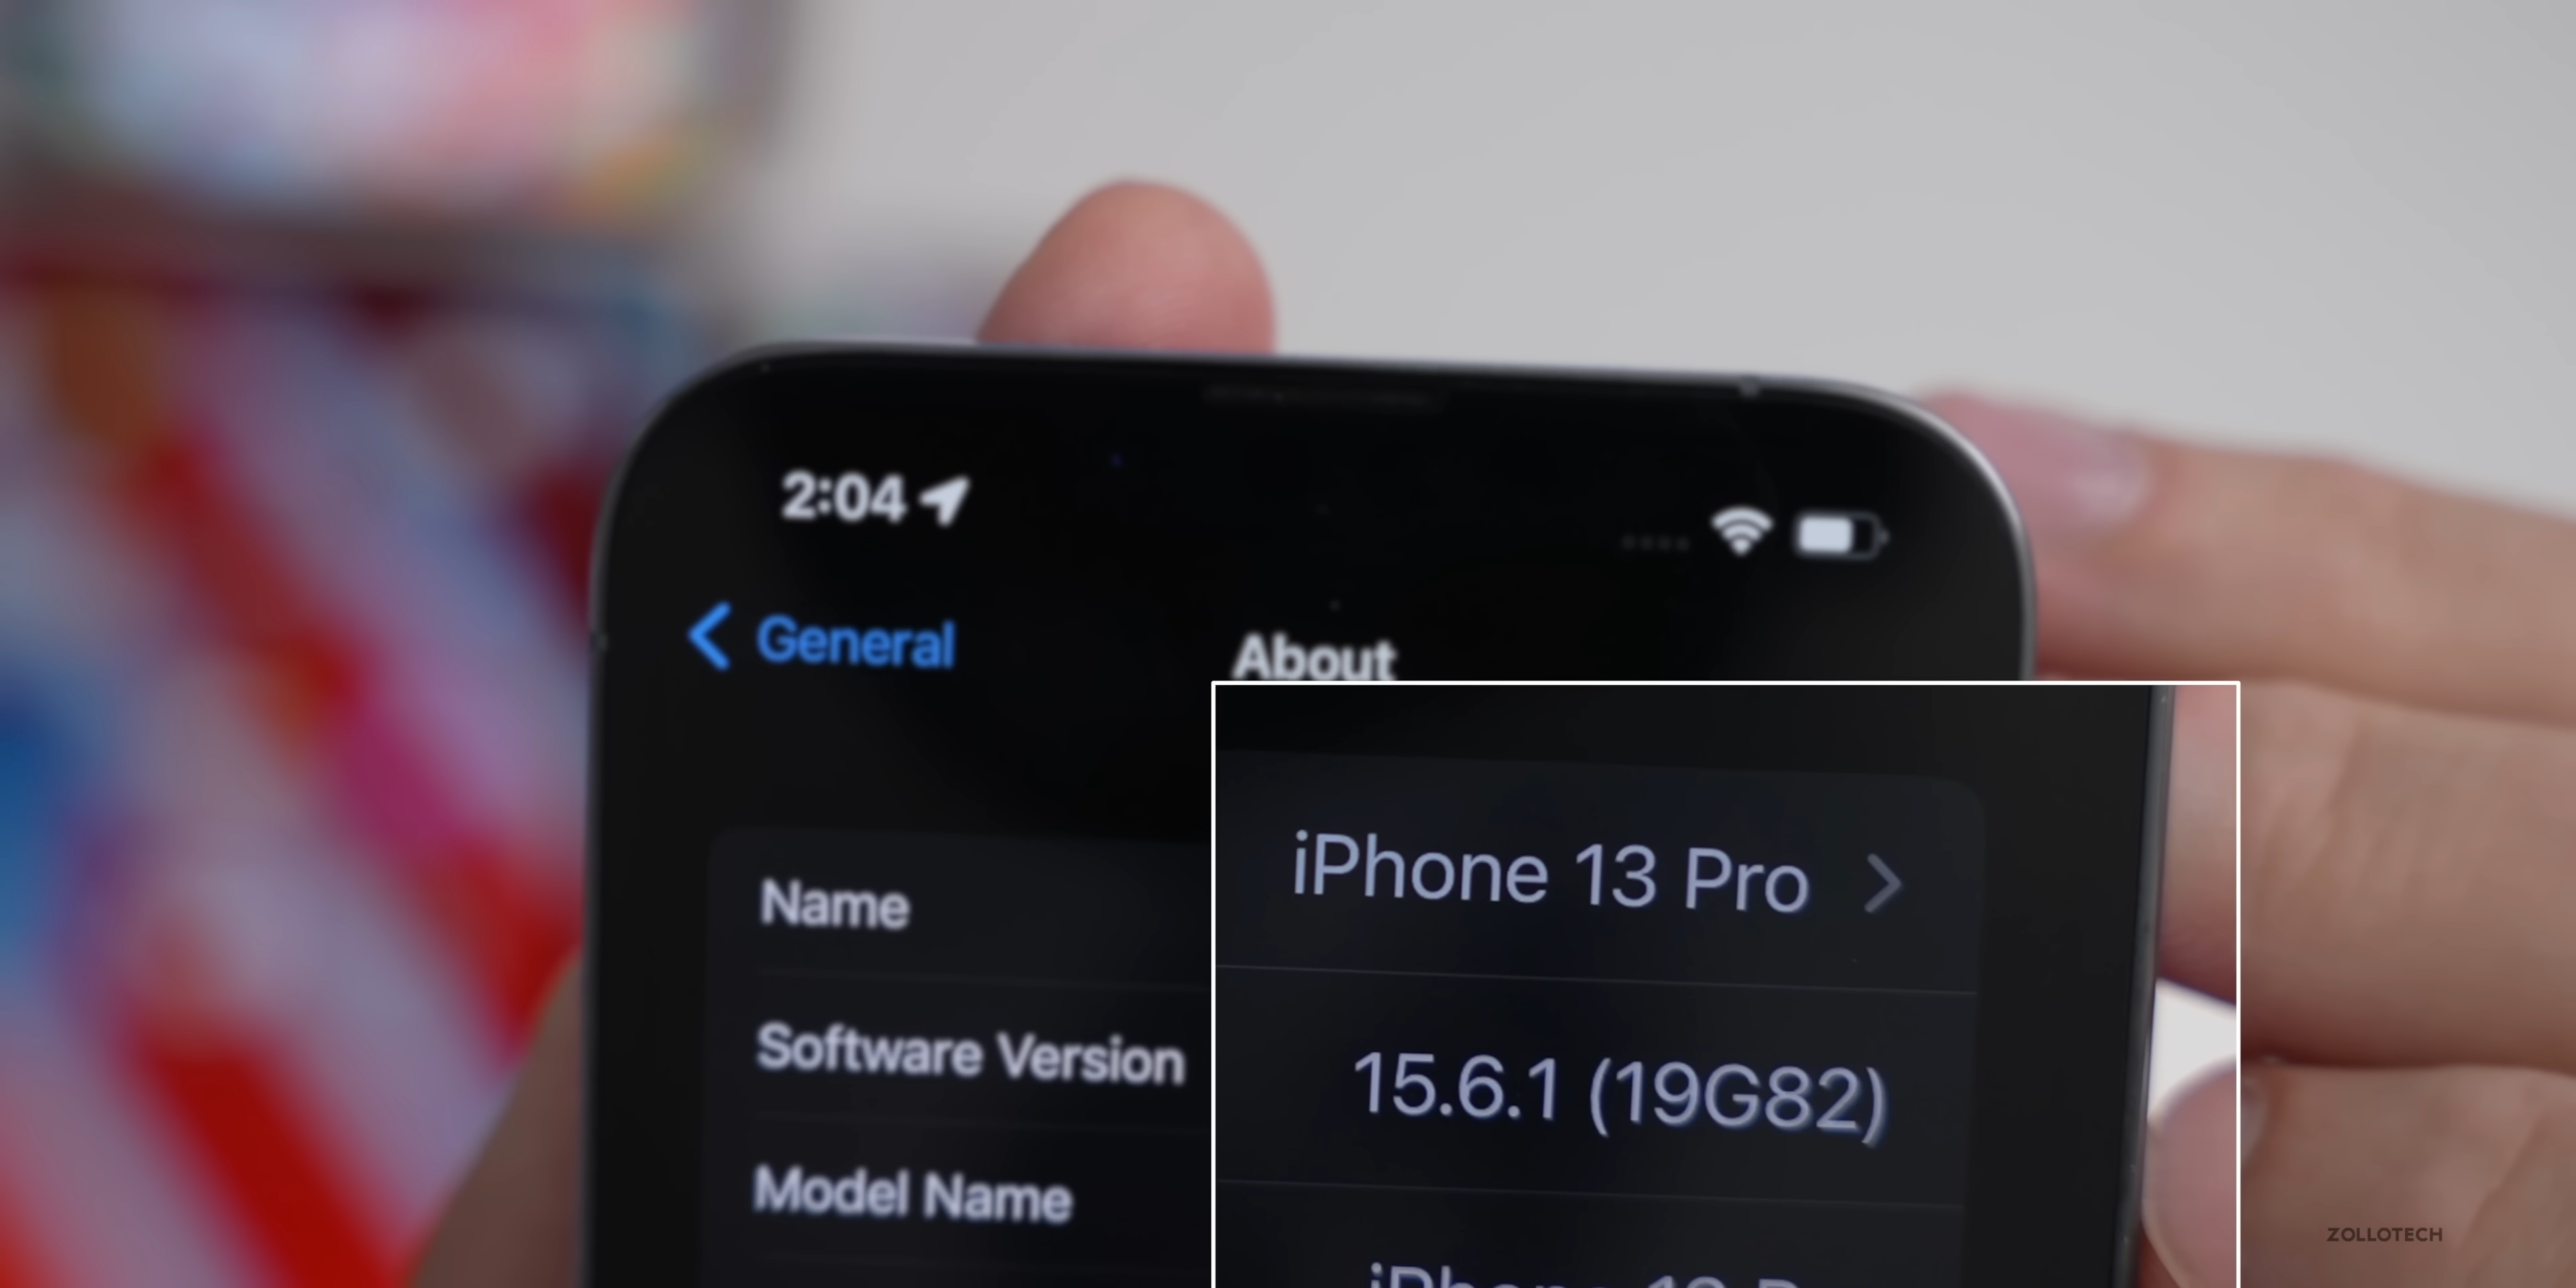 2:04
General
About
Name
iPhone 13 Pro
Software Version
15.6.1 (19G82)
Model Name
ZOLLOTECH